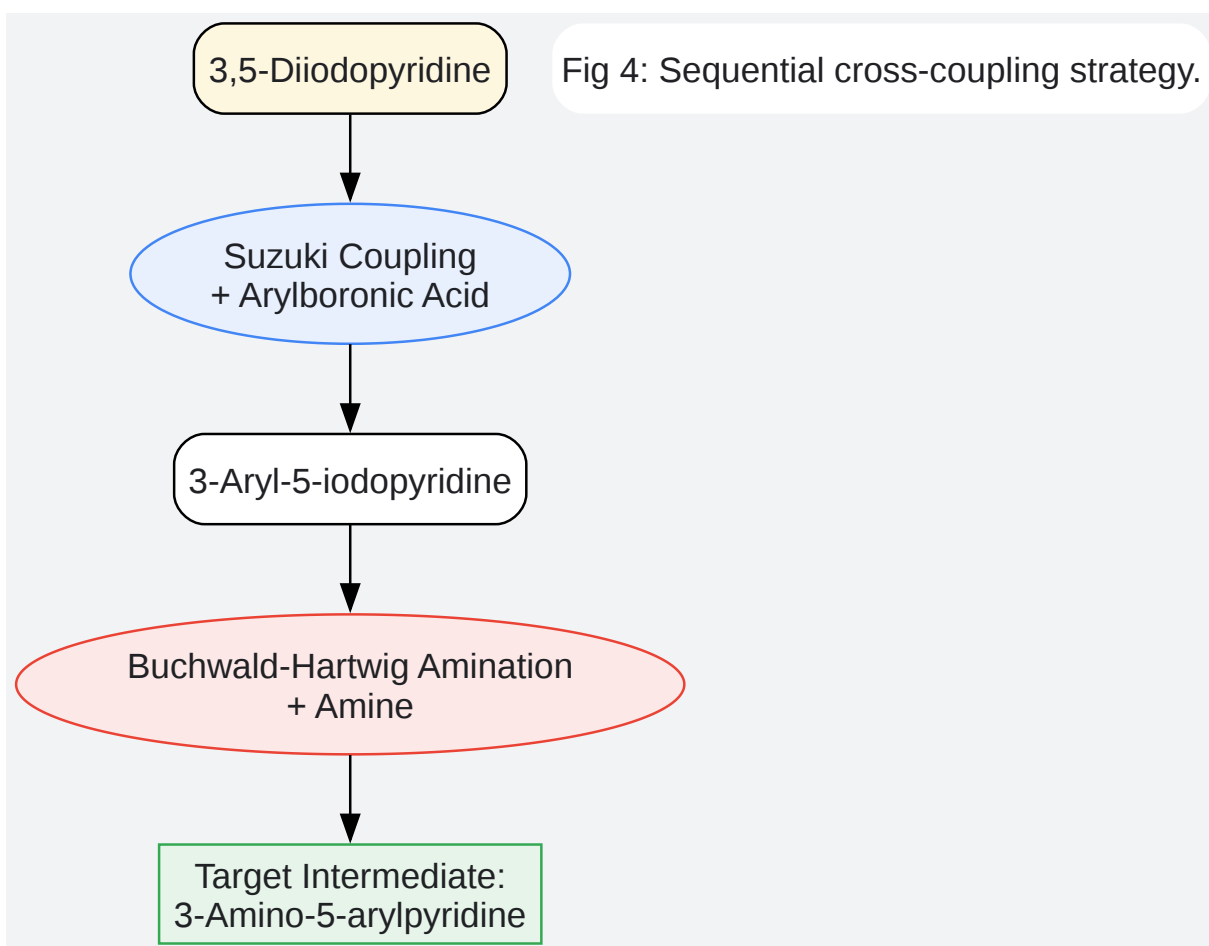 3,5-Diiodopyridine
Fig 4: Sequential cross-coupling strategy.
Suzuki Coupling
+ Arylboronic Acid
3-Aryl-5-iodopyridine
Buchwald-Hartwig Amination
+ Amine
Target Intermediate:
3-Amino-5-arylpyridine